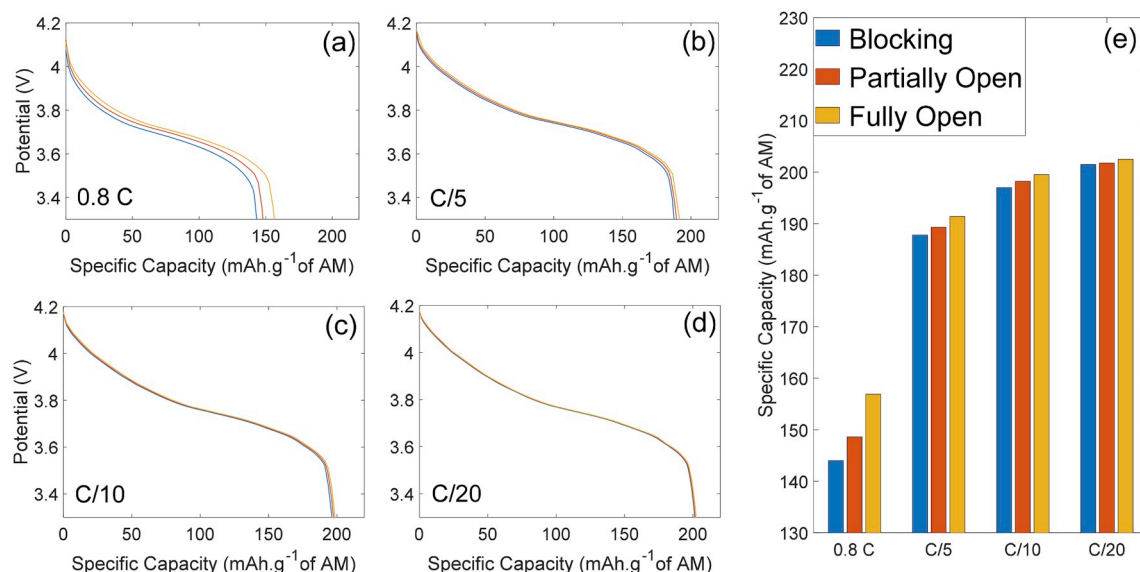 4.2
4
3.8
3.6
3.4
Potential (V)
(a)
0.8 C
0 50 100 150 200
Specific Capacity (mAh.g⁻¹of AM)
4.2
4
3.8
3.6
3.4
(b)
C/5
0 50 100 150 200
Specific Capacity (mAh.g⁻¹of AM)
4.2
4
3.8
3.6
3.4
Potential (V)
(c)
C/10
0 50 100 150 200
Specific Capacity (mAh.g⁻¹of AM)
4.2
4
3.8
3.6
3.4
(d)
C/20
0 50 100 150 200
Specific Capacity (mAh.g⁻¹of AM)
230
220
210
200
190
180
170
160
150
140
130
Specific Capacity (mAh.g⁻¹of AM)
(e)
Blocking
Partially Open
Fully Open
0.8 C C/5 C/10 C/20